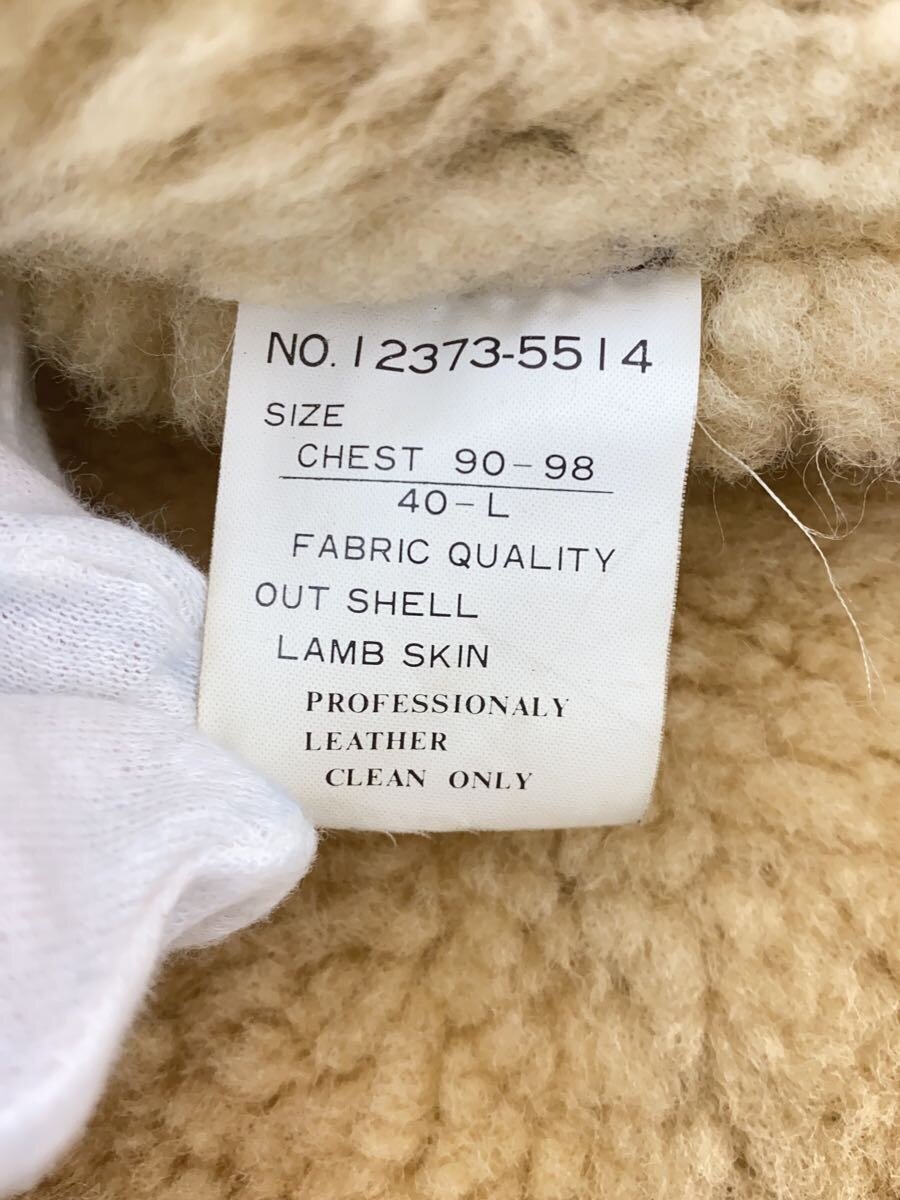 NO. 12373-5514
SIZE
CHEST 90-98
40-L
FABRIC QUALITY
OUT SHELL
LAMB SKIN
PROFESSIONALY
LEATHER
CLEAN ONLY